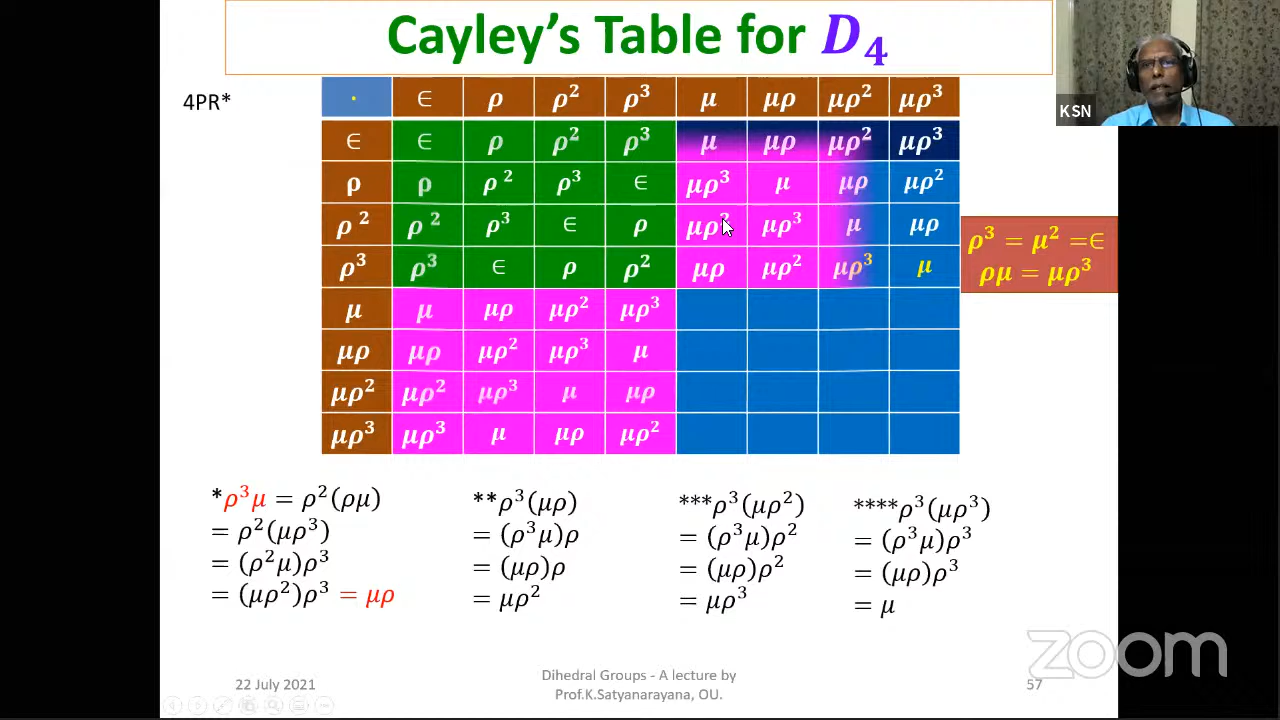 Cayley's Table for D₄
KSN
4PR*
· ∈ ρ ρ² ρ³ μ μρ μρ² μρ³
∈ ∈ ρ ρ² ρ³ μ μρ μρ² μρ³
ρ ρ ρ² ρ³ ∈ μρ³ μ μρ μρ²
ρ² ρ² ρ³ ∈ ρ μρ² μρ³ μ μρ
ρ³ ρ³ ∈ ρ ρ² μρ μρ² μρ³ μ
μ μ μρ μρ² μρ³
μρ μρ μρ² μρ³ μ
μρ² μρ² μρ³ μ μρ
μρ³ μρ³ μ μρ μρ²
ρ³ = μ² =∈
ρμ = μρ³
*ρ³μ = ρ²(ρμ)
= ρ²(μρ³)
= (ρ²μ)ρ³
= (μρ²)ρ³ = μρ
**ρ³(μρ)
= (ρ³μ)ρ
= (μρ)ρ
= μρ²
***ρ³(μρ²)
= (ρ³μ)ρ²
= (μρ)ρ²
= μρ³
****ρ³(μρ³)
= (ρ³μ)ρ³
= (μρ)ρ³
= μ
zoom
22 July 2021
Dihedral Groups - A lecture by
Prof.K.Satyanarayana, OU.
57